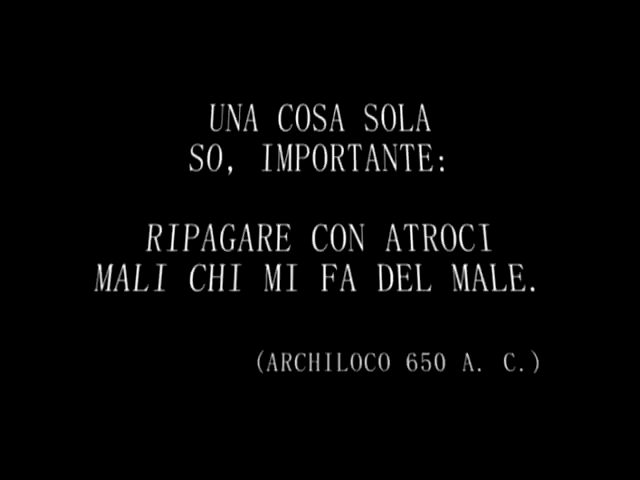 UNA COSA SOLA
SO, IMPORTANTE:
RIPAGARE CON ATROCI
MALI CHI MI FA DEL MALE.
(ARCHILOCO 650 A. C.)